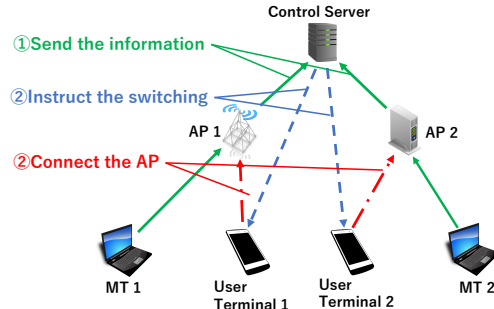 Control Server
①Send the information
②Instruct the switching
AP 1
AP 2
②Connect the AP
MT 1
User
Terminal 1
User
Terminal 2
MT 2